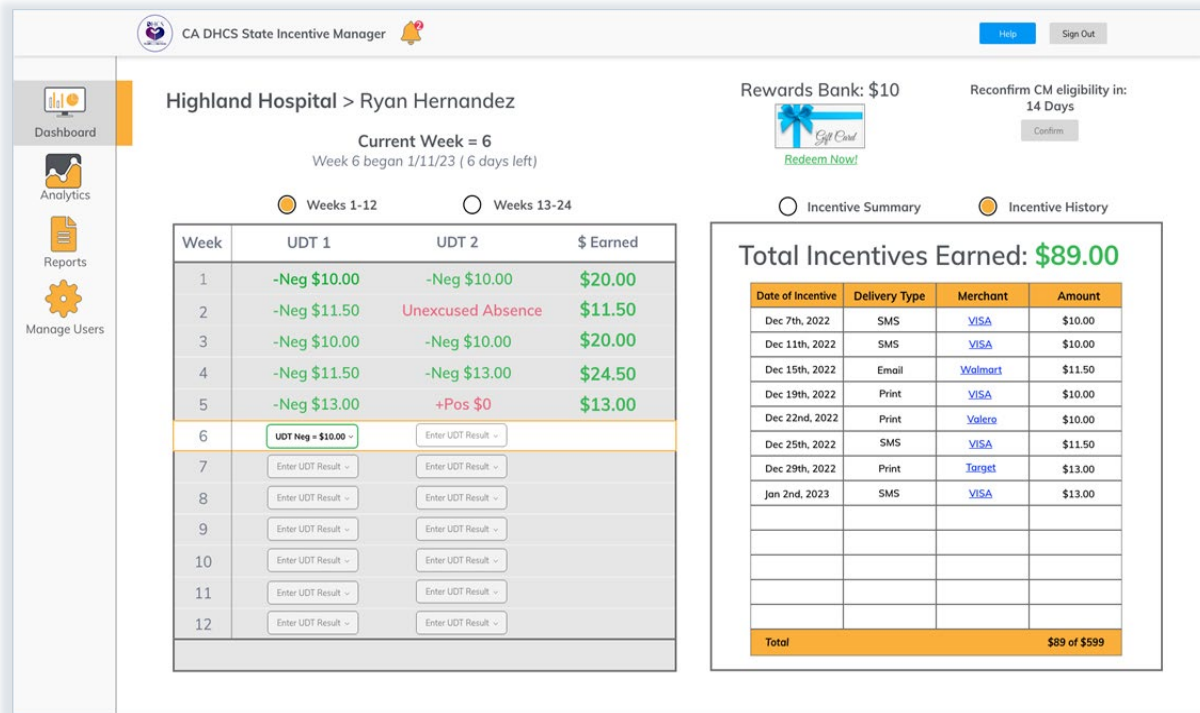 CA DHCS State Incentive Manager
2
Help
Sign Out
Dashboard
Analytics
Reports
Manage Users
Highland Hospital > Ryan Hernandez
Current Week = 6
Week 6 began 1/11/23 ( 6 days left)
Rewards Bank: $10
Gift Card
Redeem Now!
Reconfirm CM eligibility in:
14 Days
Confirm
Weeks 1-12 Weeks 13-24
Week UDT 1 UDT 2 $ Earned
1 -Neg $10.00 -Neg $10.00 $20.00
2 -Neg $11.50 Unexcused Absence $11.50
3 -Neg $10.00 -Neg $10.00 $20.00
4 -Neg $11.50 -Neg $13.00 $24.50
5 -Neg $13.00 +Pos $0 $13.00
6 UDT Neg = $10.00 Enter UDT Result
7 Enter UDT Result Enter UDT Result
8 Enter UDT Result Enter UDT Result
9 Enter UDT Result Enter UDT Result
10 Enter UDT Result Enter UDT Result
11 Enter UDT Result Enter UDT Result
12 Enter UDT Result Enter UDT Result
Incentive Summary Incentive History
Total Incentives Earned: $89.00
Date of Incentive Delivery Type Merchant Amount
Dec 7th, 2022 SMS VISA $10.00
Dec 11th, 2022 SMS VISA $10.00
Dec 15th, 2022 Email Walmart $11.50
Dec 19th, 2022 Print VISA $10.00
Dec 22nd, 2022 Print Valero $10.00
Dec 25th, 2022 SMS VISA $11.50
Dec 29th, 2022 Print Target $13.00
Jan 2nd, 2023 SMS VISA $13.00
Total $89 of $599